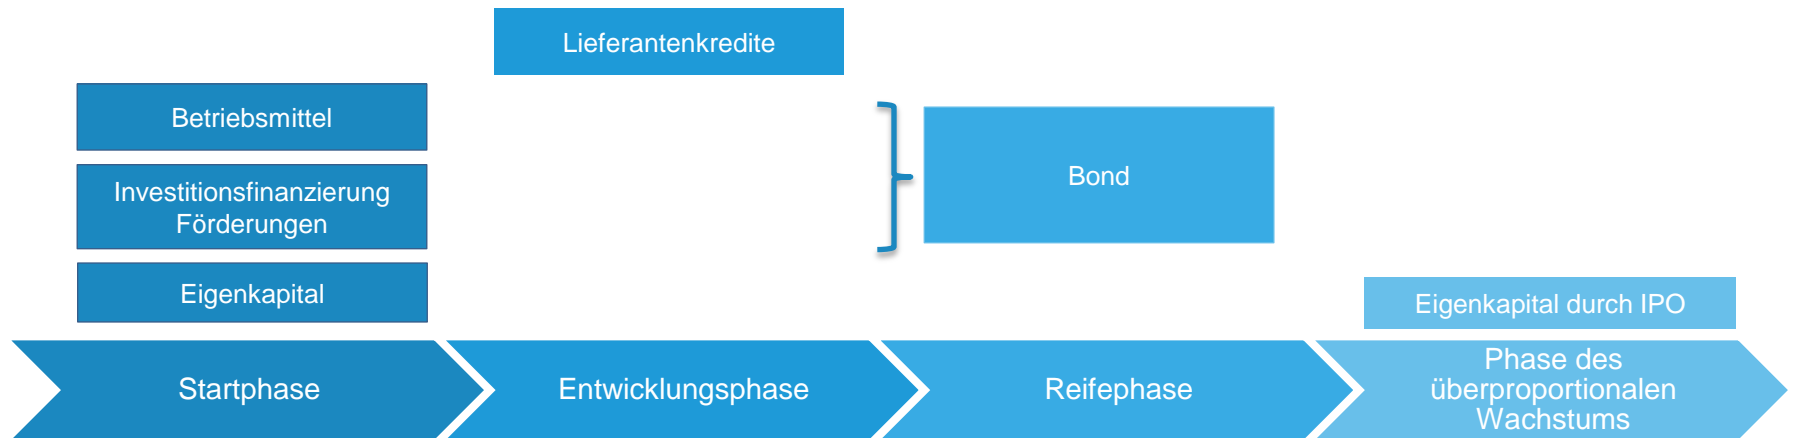 Lieferantenkredite
Betriebsmittel
Investitionsfinanzierung
Förderungen
Eigenkapital
Bond
Eigenkapital durch IPO
Startphase
Entwicklungsphase
Reifephase
Phase des
überproportionalen
Wachstums